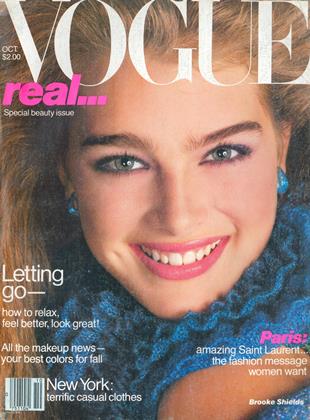 VOGUE
OCT.
$2.00
real...
Special beauty issue
Letting
go—
how to relax,
feel better, look great!
All the makeup news—
your best colors for fall
New York:
terrific casual clothes
Paris:
amazing Saint Laurent...
the fashion message
women want
Brooke Shields